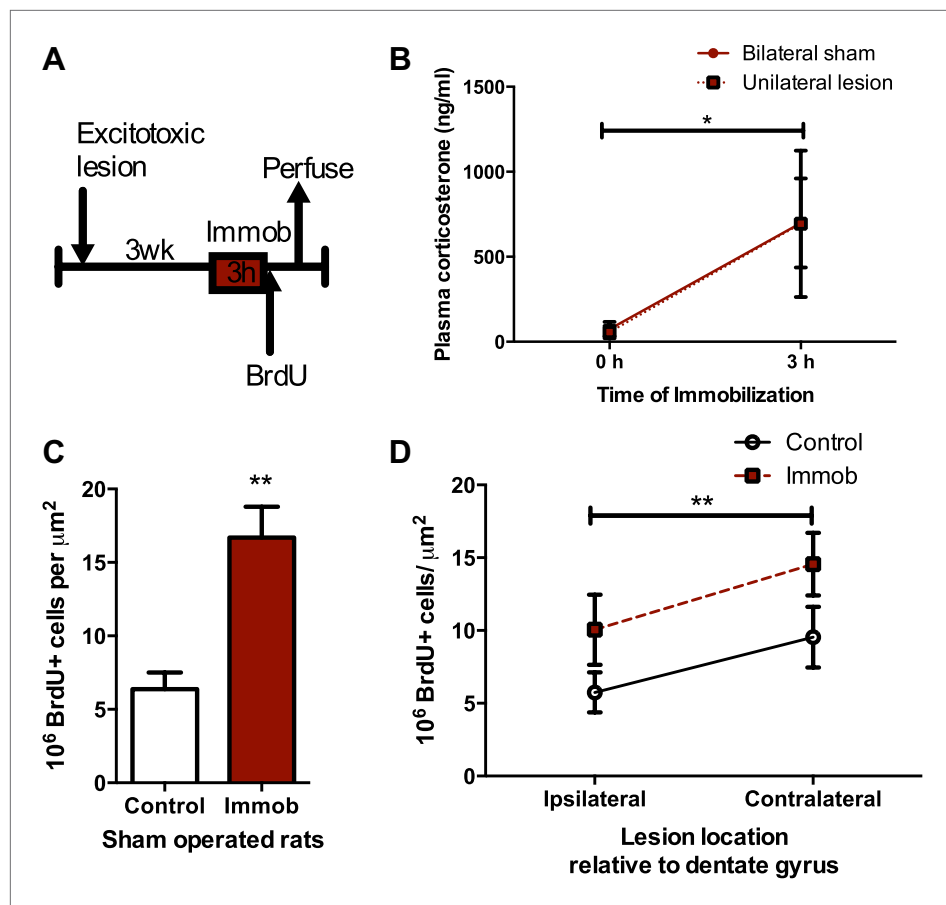 A
Excitotoxic
lesion
Perfuse
Immob
3wk
3h
BrdU
B
Bilateral sham
Unilateral lesion
Plasma corticosterone (ng/ml)
1500
1000
500
0
*
0 h
3 h
Time of Immobilization
C
10⁶ BrdU+ cells per μm²
20
15
10
5
0
**
Control
Immob
Sham operated rats
D
Control
Immob
10⁶ BrdU+ cells/ μm²
20
15
10
5
0
**
Ipsilateral
Contralateral
Lesion location
relative to dentate gyrus